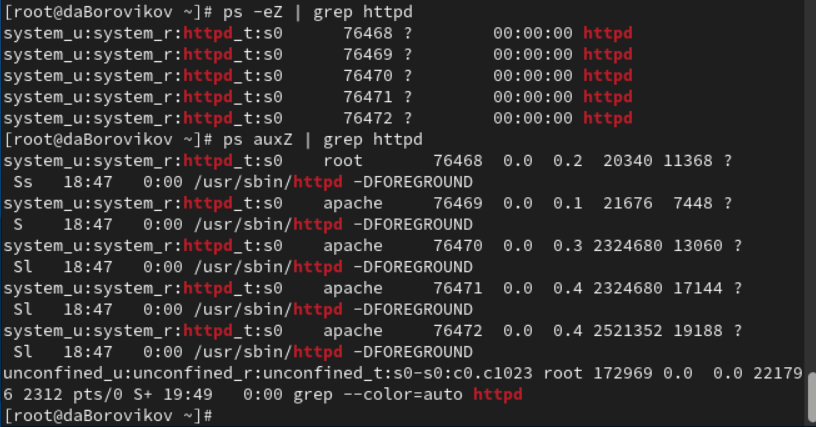 [root@daBorovikov ~]# ps -eZ | grep httpd
system_u:system_r:httpd_t:s0      76468 ?        00:00:00 httpd
system_u:system_r:httpd_t:s0      76469 ?        00:00:00 httpd
system_u:system_r:httpd_t:s0      76470 ?        00:00:00 httpd
system_u:system_r:httpd_t:s0      76471 ?        00:00:00 httpd
system_u:system_r:httpd_t:s0      76472 ?        00:00:00 httpd
[root@daBorovikov ~]# ps auxZ | grep httpd
system_u:system_r:httpd_t:s0    root       76468  0.0  0.2  20340 11368 ?
 Ss   18:47   0:00 /usr/sbin/httpd -DFOREGROUND
system_u:system_r:httpd_t:s0    apache     76469  0.0  0.1  21676  7448 ?
 S    18:47   0:00 /usr/sbin/httpd -DFOREGROUND
system_u:system_r:httpd_t:s0    apache     76470  0.0  0.3 2324680 13060 ?
 Sl   18:47   0:00 /usr/sbin/httpd -DFOREGROUND
system_u:system_r:httpd_t:s0    apache     76471  0.0  0.4 2324680 17144 ?
 Sl   18:47   0:00 /usr/sbin/httpd -DFOREGROUND
system_u:system_r:httpd_t:s0    apache     76472  0.0  0.4 2521352 19188 ?
 Sl   18:47   0:00 /usr/sbin/httpd -DFOREGROUND
unconfined_u:unconfined_r:unconfined_t:s0-s0:c0.c1023 root 172969 0.0  0.0 22179
6 2312 pts/0 S+ 19:49   0:00 grep --color=auto httpd
[root@daBorovikov ~]#